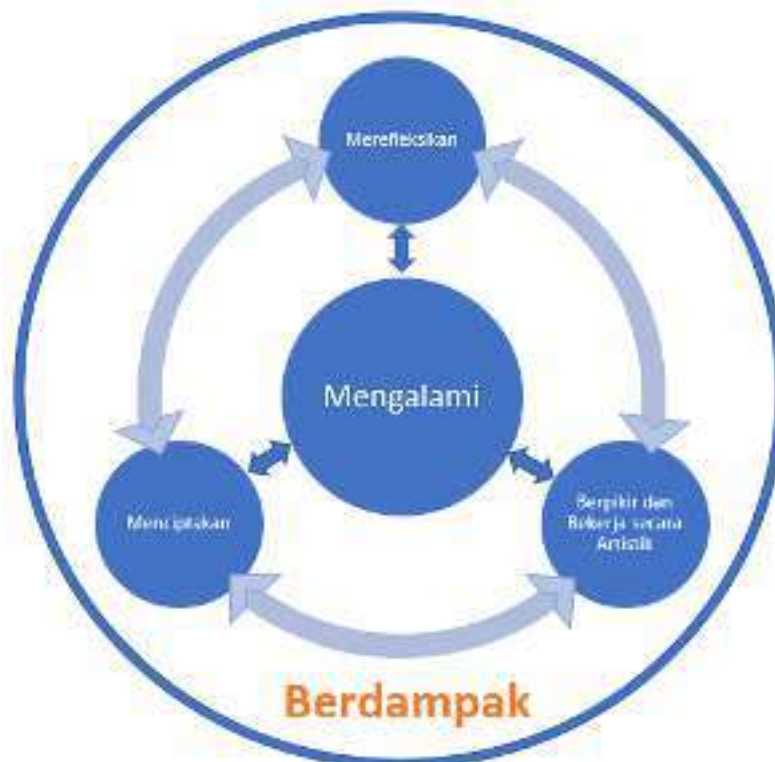 Merefleksikan
Mengalami
Menciptakan
Berpikir dan
Bekerja secara
Artistik
Berdampak